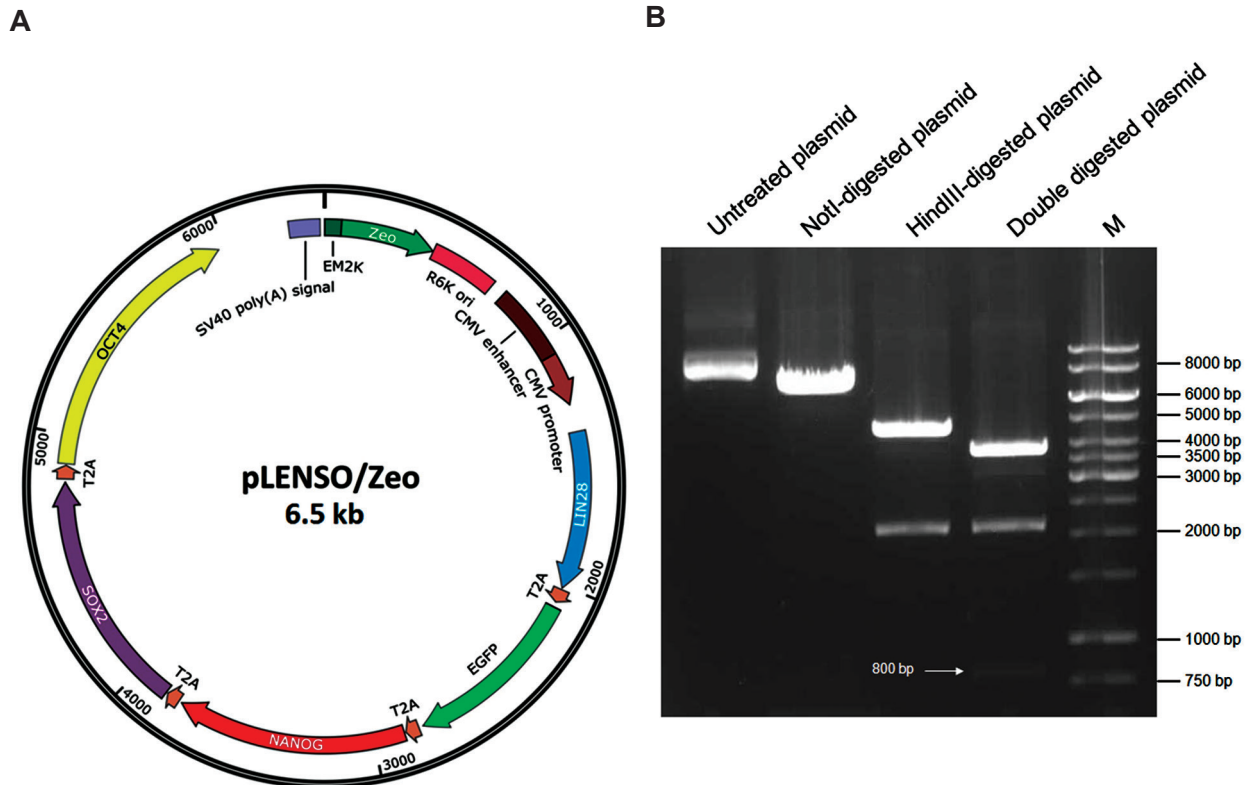 A
6000
SV40 poly(A) signal
EM2K
Zeo
R6K ori
1000
CMV enhancer
CMV promoter
LIN28
2000
T2A
EGFP
T2A
3000
NANOG
T2A
4000
SOX2
T2A
5000
OCT4
pLENSO/Zeo
6.5 kb
B
Untreated plasmid
NotI-digested plasmid
HindIII-digested plasmid
Double digested plasmid
M
8000 bp
6000 bp
5000 bp
4000 bp
3500 bp
3000 bp
2000 bp
1000 bp
750 bp
800 bp